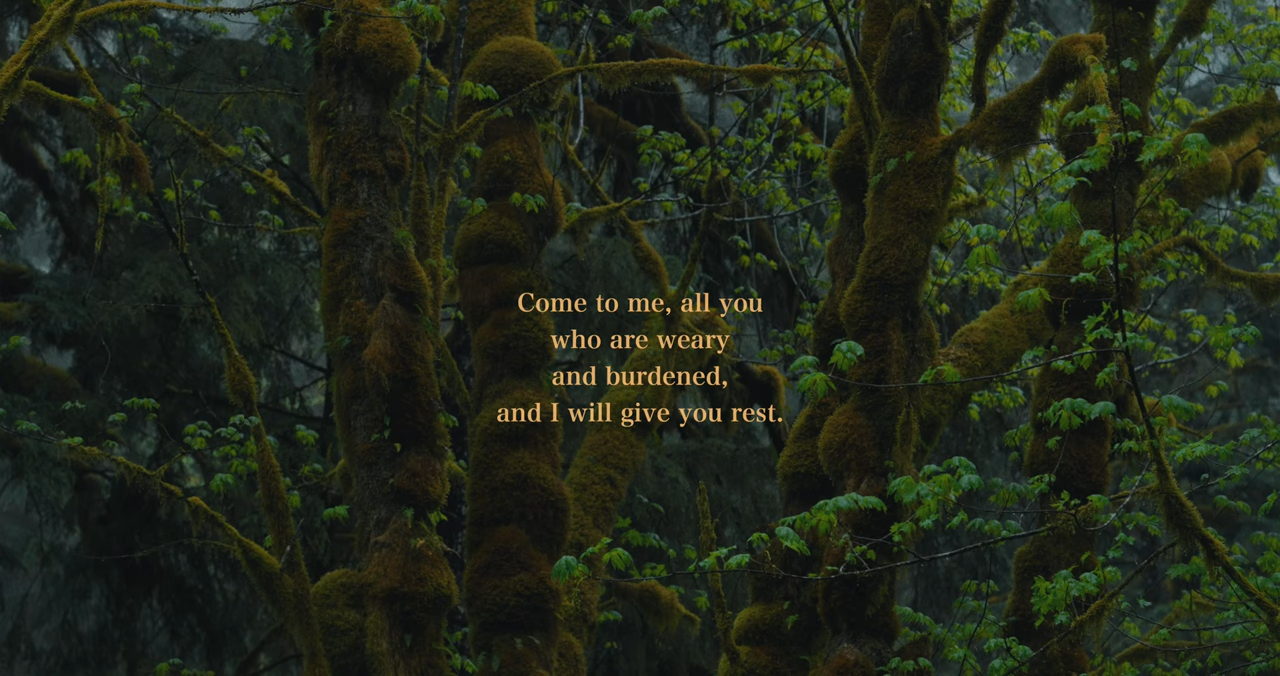 Come to me, all you
who are weary
and burdened,
and I will give you rest.